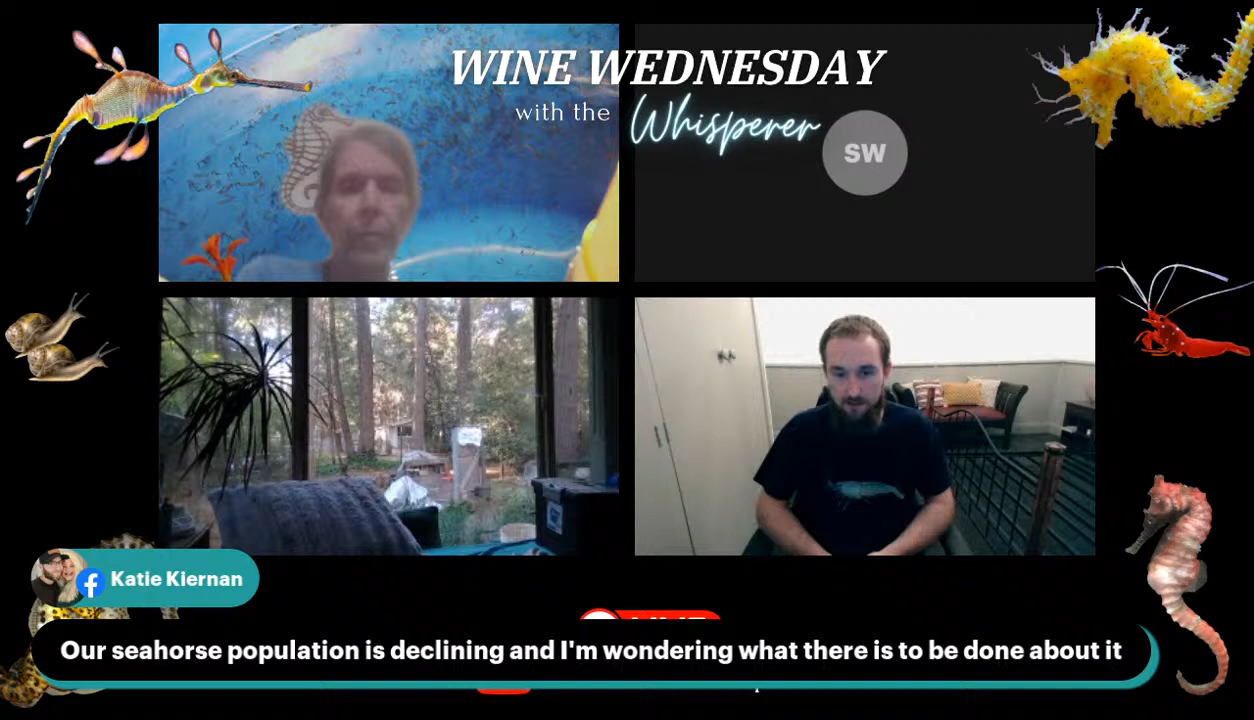 WINE WEDNESDAY
with the Whisperer
SW
Katie Kiernan
Our seahorse population is declining and I'm wondering what there is to be done about it